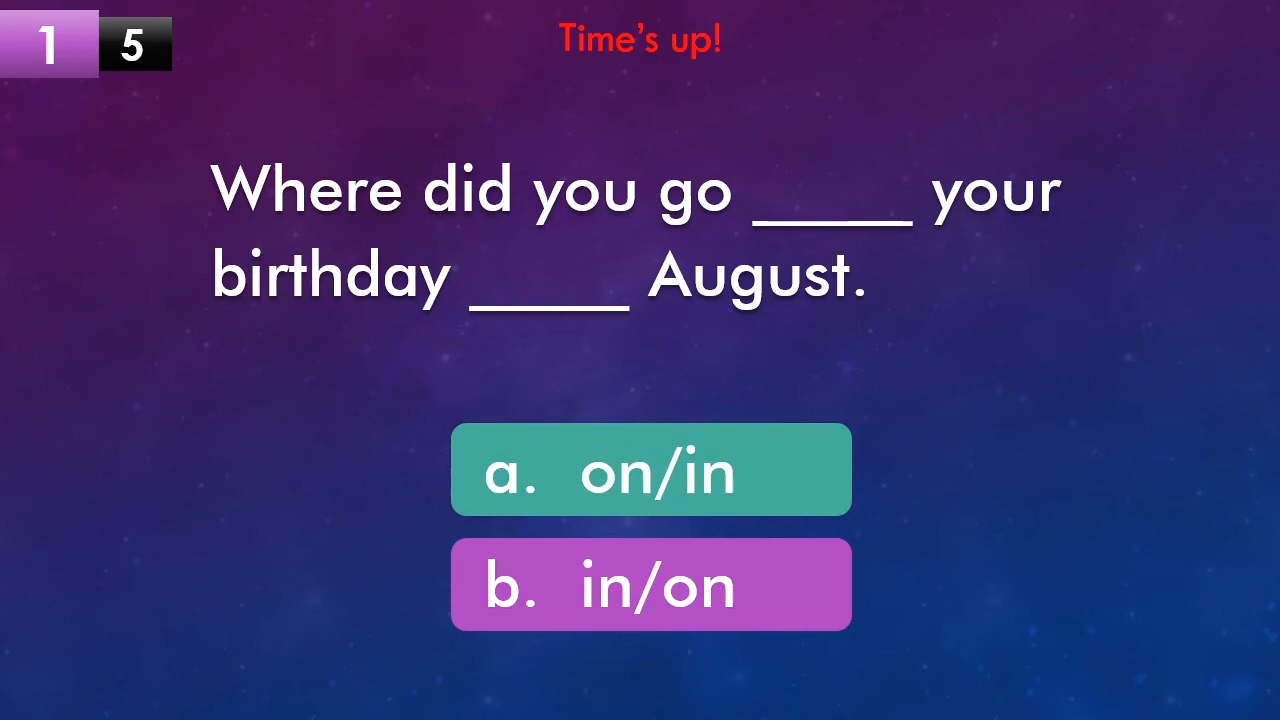 1 5
Time’s up!
Where did you go _____ your
birthday _____ August.
a. on/in
b. in/on